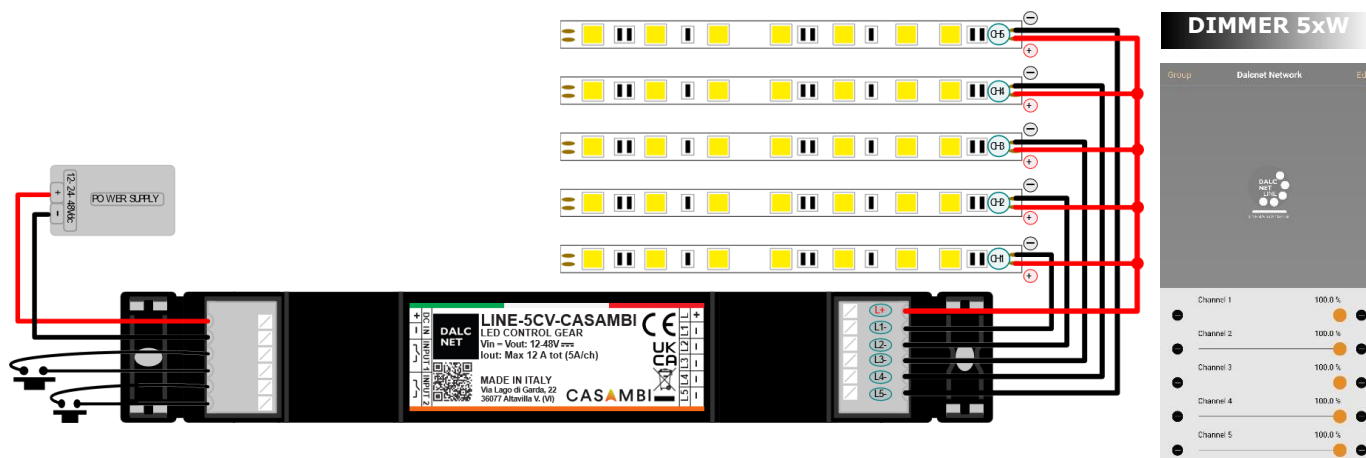 CH5
−
+
CH4
−
+
CH3
−
+
CH2
−
+
CH1
−
+
12-24-48Vdc
+
−
POWER SUPPLY
+ −
DC IN
INPUT 1
INPUT 2
DALC
NET
LINE-5CV-CASAMBI
LED CONTROL GEAR
Vin = Vout: 12-48V
Iout: Max 12 A tot (5A/ch)
MADE IN ITALY
Via Lago di Garda, 22
36077 Altavilla V. (VI)
CASAMBI
CE
UK
CA
L +
L1 −
L2 −
L3 −
L4 −
L5 −
L+
L1-
L2-
L3-
L4-
L5-
DIMMER 5xW
Group Dalcnet Network
DALC
NET
LINE
Channel 1 100.0 %
Channel 2 100.0 %
Channel 3 100.0 %
Channel 4 100.0 %
Channel 5 100.0 %